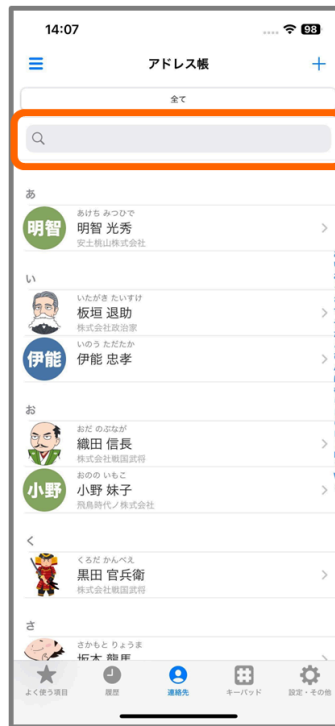 14:07
98
アドレス帳
全て
あ
あけち みつひで
明智
明智 光秀
安土桃山株式会社
い
いたがき たいすけ
板垣 退助
株式会社政治家
いのう ただたか
伊能
伊能 忠孝
お
おだ のぶなが
織田 信長
株式会社戦国武将
おのの いもこ
小野
小野 妹子
飛鳥時代ノ株式会社
く
くろだ かんべえ
黒田 官兵衛
株式会社戦国武将
さ
さかもと りょうま
坂本 龍馬
よく使う項目
履歴
連絡先
キーパッド
設定・その他